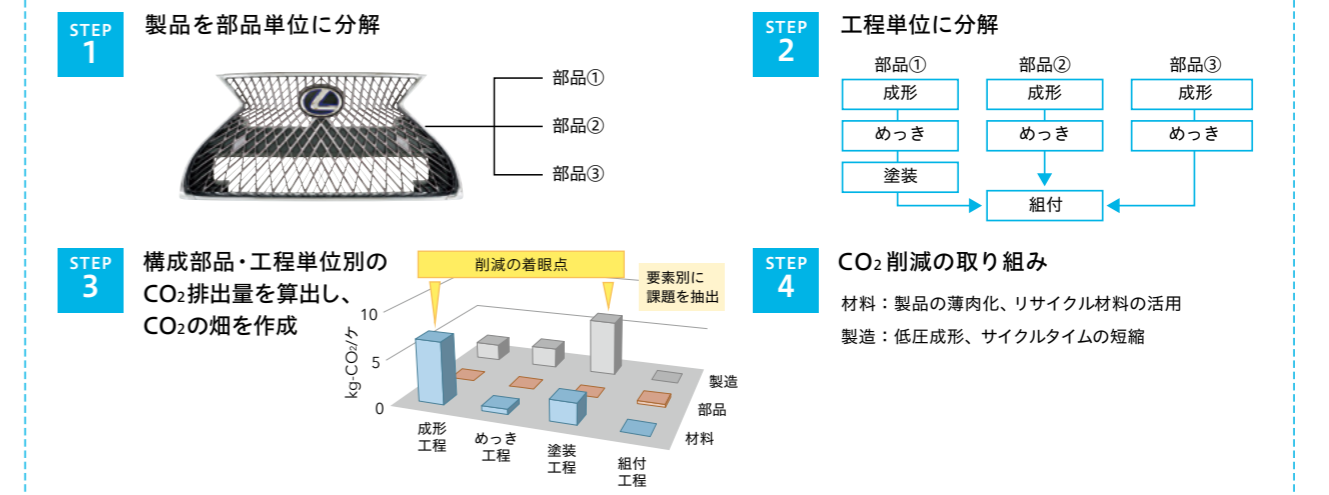 STEP
1
製品を部品単位に分解
部品①
部品②
部品③
STEP
2
工程単位に分解
部品①
部品②
部品③
成形
成形
成形
めっき
めっき
めっき
塗装
組付
STEP
3
構成部品・工程単位別の
CO₂排出量を算出し、
CO₂の畑を作成
削減の着眼点
要素別に
課題を抽出
kg-CO₂/ケ
10
5
0
成形
工程
めっき
工程
塗装
工程
組付
工程
製造
部品
材料
STEP
4
CO₂削減の取り組み
材料：製品の薄肉化、リサイクル材料の活用
製造：低圧成形、サイクルタイムの短縮